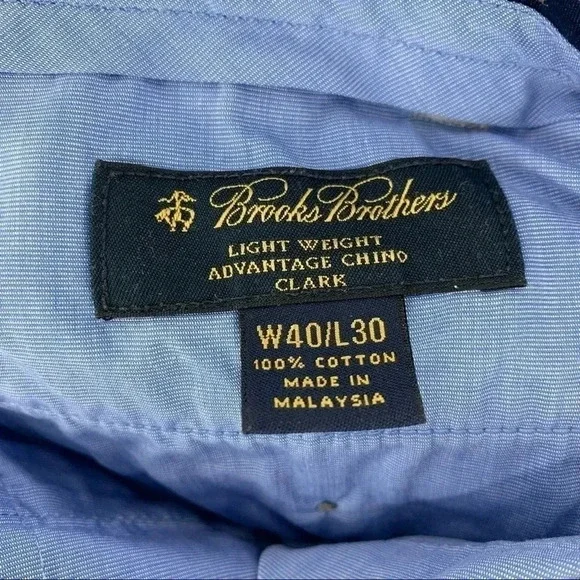 Brooks Brothers
LIGHT WEIGHT
ADVANTAGE CHINO
CLARK
W40/L30
100% COTTON
MADE IN
MALAYSIA